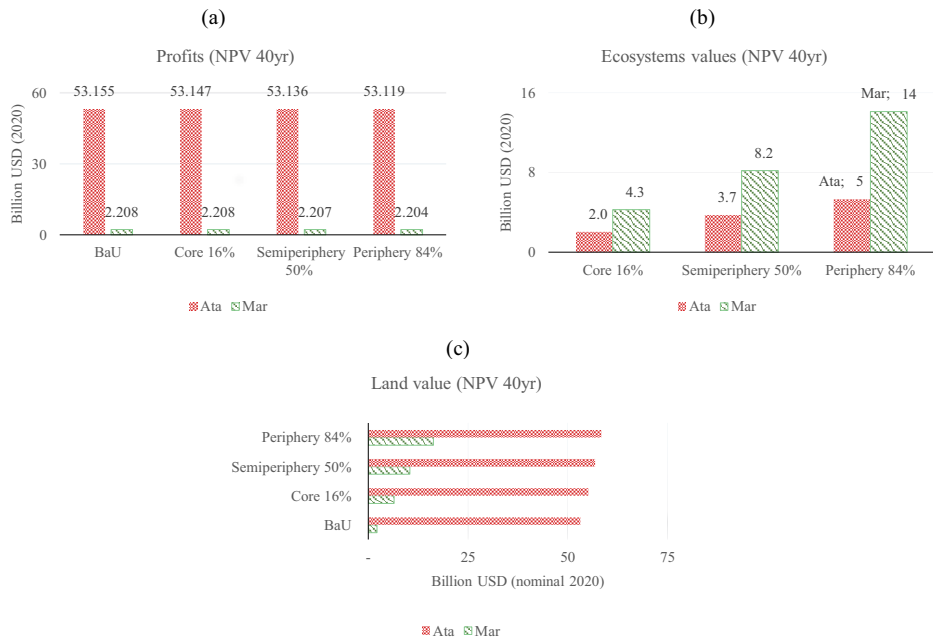 (a)
Profits (NPV 40yr)
Billion USD (2020)
60
30
0
53.155
53.147
53.136
53.119
2.208
2.208
2.207
2.204
BaU
Core 16%
Semiperiphery
50%
Periphery 84%
Ata
Mar
(b)
Ecosystems values (NPV 40yr)
Billion USD (2020)
16
8
0
2.0
4.3
3.7
8.2
Ata; 5
Mar; 14
Core 16%
Semiperiphery 50%
Periphery 84%
Ata
Mar
(c)
Land value (NPV 40yr)
Periphery 84%
Semiperiphery 50%
Core 16%
BaU
-
25
50
75
Billion USD (nominal 2020)
Ata
Mar